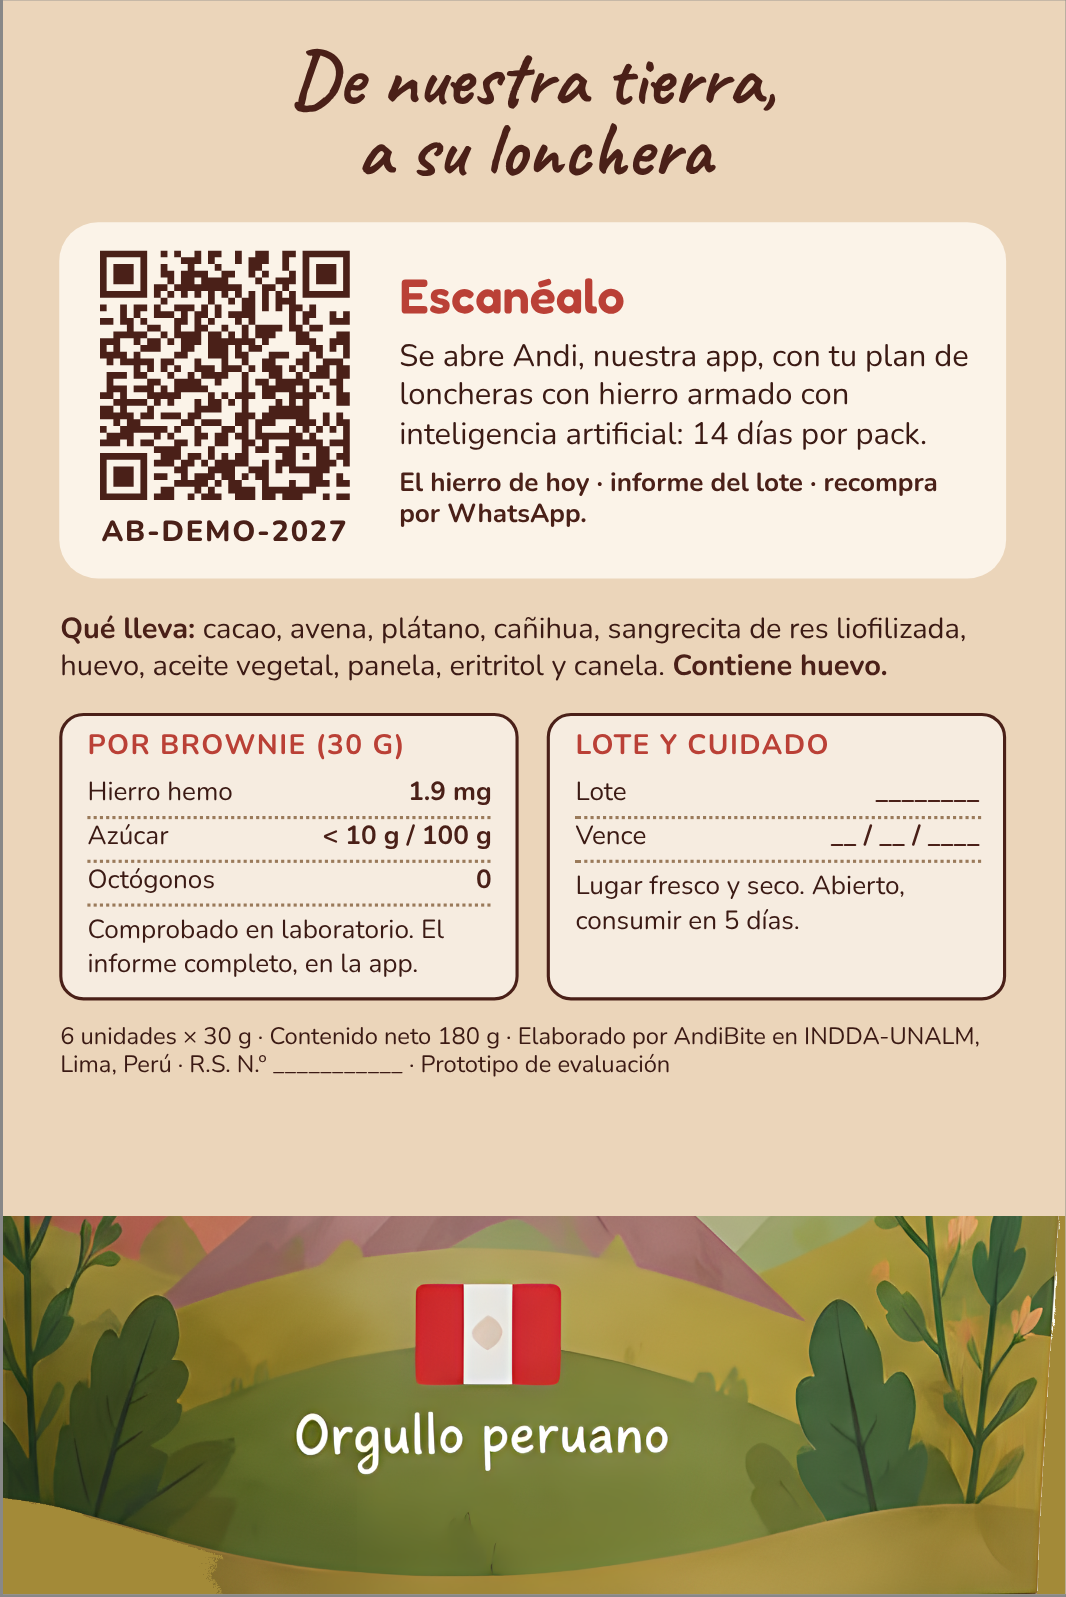 De nuestra tierra,
a su lonchera
Escanéalo
Se abre Andi, nuestra app, con tu plan de
loncheras con hierro armado con
inteligencia artificial: 14 días por pack.
El hierro de hoy · informe del lote · recompra
por WhatsApp.
AB-DEMO-2027
Qué lleva: cacao, avena, plátano, cañihua, sangrecita de res liofilizada,
huevo, aceite vegetal, panela, eritritol y canela. Contiene huevo.
POR BROWNIE (30 G)
Hierro hemo 1.9 mg
Azúcar < 10 g / 100 g
Octógonos 0
Comprobado en laboratorio. El
informe completo, en la app.
LOTE Y CUIDADO
Lote ________
Vence __ / __ / ____
Lugar fresco y seco. Abierto,
consumir en 5 días.
6 unidades × 30 g · Contenido neto 180 g · Elaborado por AndiBite en INDDA-UNALM,
Lima, Perú · R.S. N.º ___________ · Prototipo de evaluación
Orgullo peruano